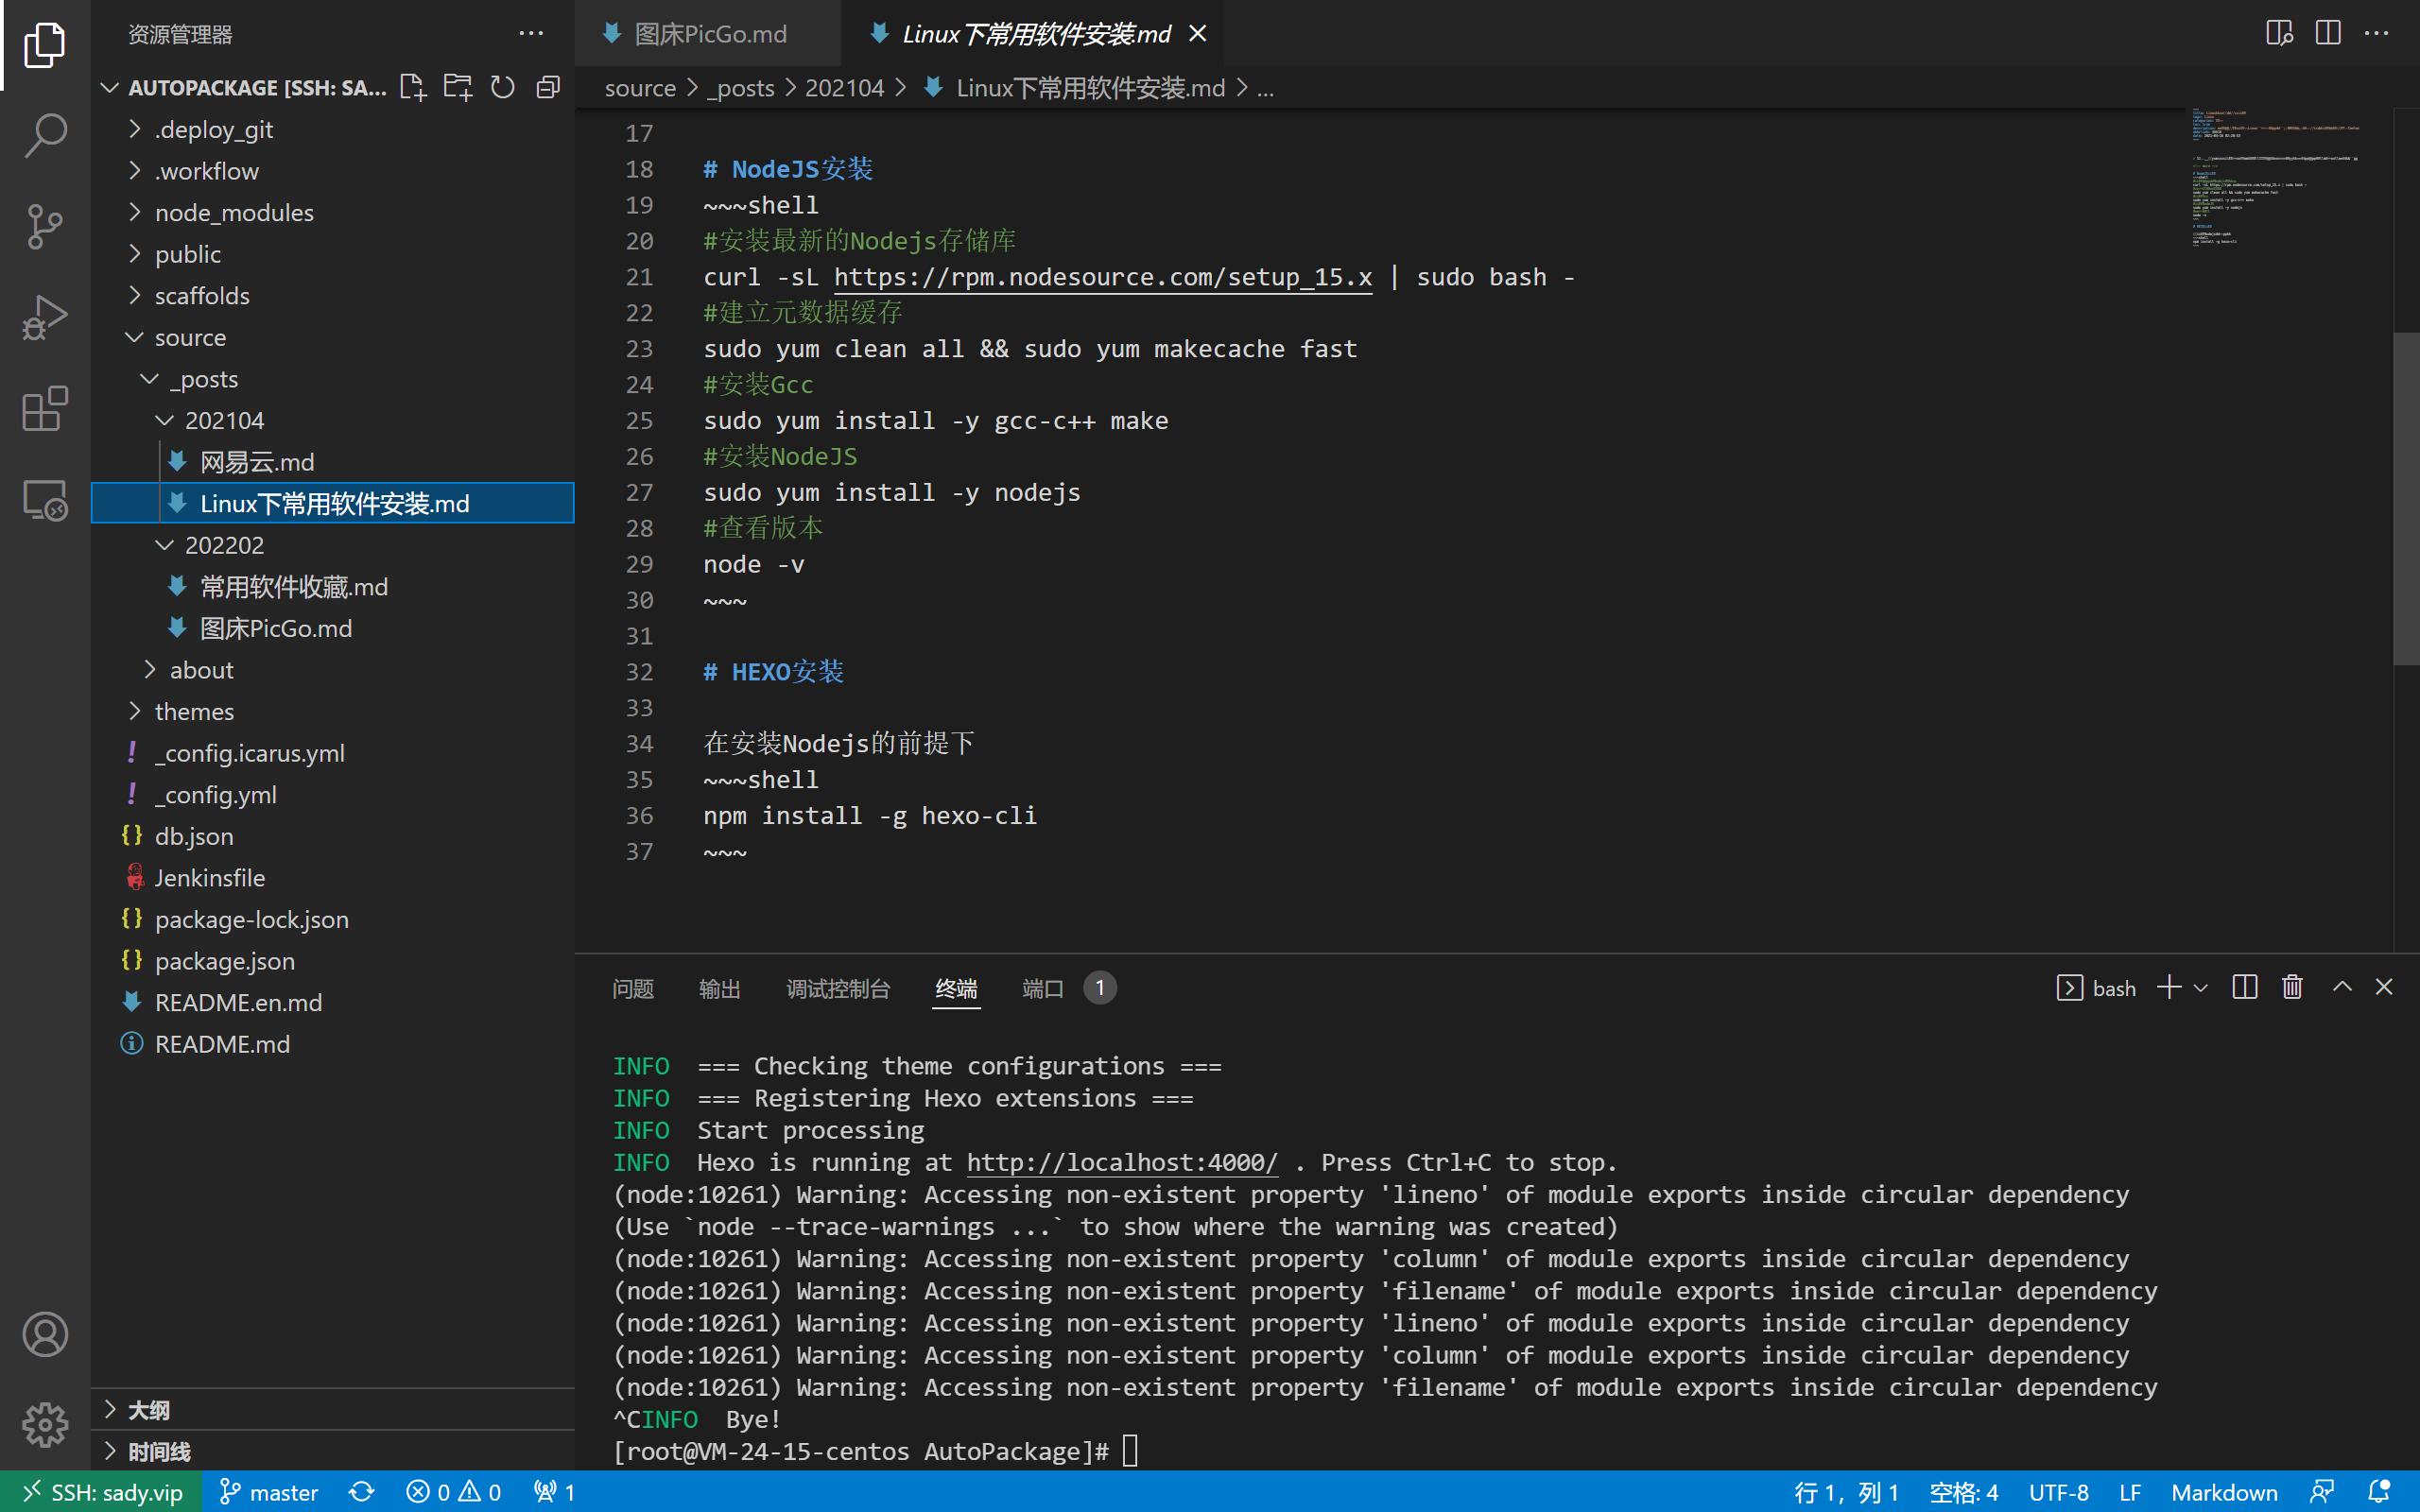 资源管理器
AUTOPACKAGE [SSH: SA...
.deploy_git
.workflow
node_modules
public
scaffolds
source
_posts
202104
网易云.md
Linux下常用软件安装.md
202202
常用软件收藏.md
图床PicGo.md
about
themes
_config.icarus.yml
_config.yml
db.json
Jenkinsfile
package-lock.json
package.json
README.en.md
README.md
大纲
时间线
图床PicGo.md
Linux下常用软件安装.md
source > _posts > 202104 > Linux下常用软件安装.md > ...
17
18 # NodeJS安装
19 ~~~shell
20 #安装最新的Nodejs存储库
21 curl -sL https://rpm.nodesource.com/setup_15.x | sudo bash -
22 #建立元数据缓存
23 sudo yum clean all && sudo yum makecache fast
24 #安装Gcc
25 sudo yum install -y gcc-c++ make
26 #安装NodeJS
27 sudo yum install -y nodejs
28 #查看版本
29 node -v
30 ~~~
31
32 # HEXO安装
33
34 在安装Nodejs的前提下
35 ~~~shell
36 npm install -g hexo-cli
37 ~~~
问题 输出 调试控制台 终端 端口 1
bash
INFO  === Checking theme configurations ===
INFO  === Registering Hexo extensions ===
INFO  Start processing
INFO  Hexo is running at http://localhost:4000/ . Press Ctrl+C to stop.
(node:10261) Warning: Accessing non-existent property 'lineno' of module exports inside circular dependency
(Use `node --trace-warnings ...` to show where the warning was created)
(node:10261) Warning: Accessing non-existent property 'column' of module exports inside circular dependency
(node:10261) Warning: Accessing non-existent property 'filename' of module exports inside circular dependency
(node:10261) Warning: Accessing non-existent property 'lineno' of module exports inside circular dependency
(node:10261) Warning: Accessing non-existent property 'column' of module exports inside circular dependency
(node:10261) Warning: Accessing non-existent property 'filename' of module exports inside circular dependency
^CINFO  Bye!
[root@VM-24-15-centos AutoPackage]#
SSH: sady.vip master 0 0 1 行 1，列 1 空格: 4 UTF-8 LF Markdown